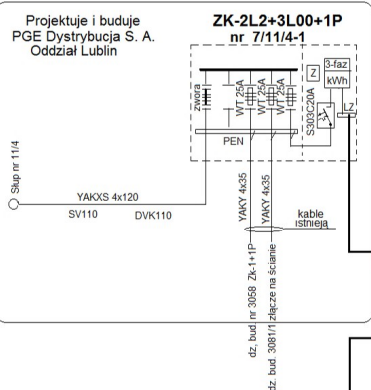 Projektuje i buduje
PGE Dystrybucja S. A.
Oddział Lublin
ZK-2L2+3L00+1P
nr 7/11/4-1
zwora
WT 25A
WT 25A
WT 25A
Z
3-faz
kWh
S303C20A
LZ
PEN
Słup nr 11/4
YAKXS 4x120
SV110 DVK110
YAKY 4x35
YAKY 4x35
kable
istnieją
dz, bud. nr 3058 Zk-1+1P
dz. bud. 3081/1 złącze na ścianie